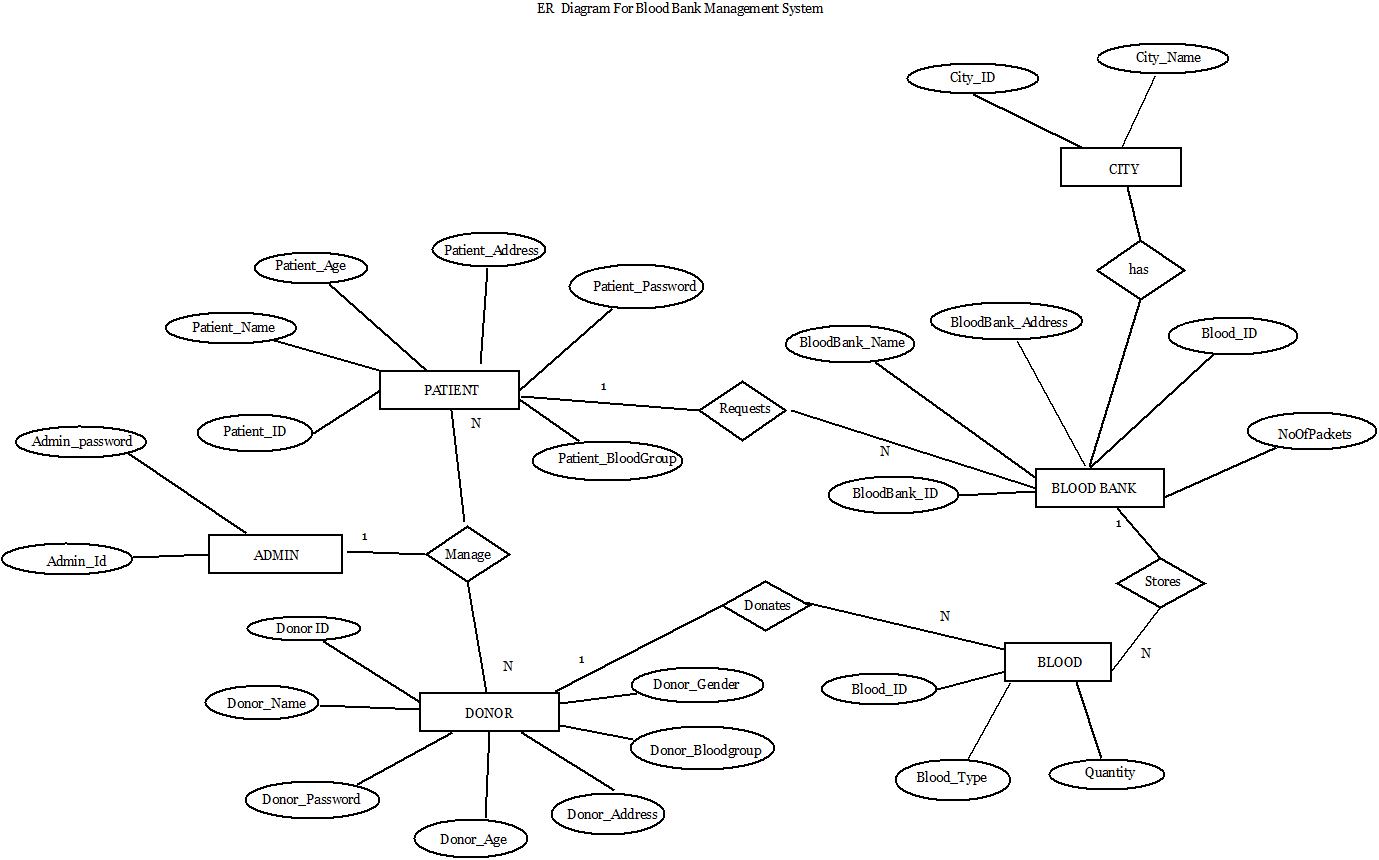 ER Diagram For Blood Bank Management System
City_Name
City_ID
CITY
has
Patient_Address
Patient_Age
Patient_Password
Patient_Name
PATIENT
Patient_ID
Patient_BloodGroup
1
N
Requests
N
BloodBank_Address
BloodBank_Name
Blood_ID
NoOfPackets
BloodBank_ID
BLOOD BANK
1
Stores
N
Admin_password
Admin_Id
ADMIN
1
Manage
N
Donates
1
N
BLOOD
Blood_ID
Blood_Type
Quantity
Donor ID
Donor_Name
DONOR
Donor_Gender
Donor_Bloodgroup
Donor_Password
Donor_Age
Donor_Address